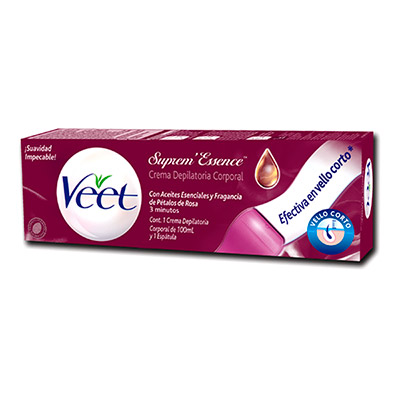 ¡Suavidad
Impecable!
Veet
Suprem'Essence™
Crema Depilatoria Corporal
Con Aceites Esenciales y Fragancia
de Pétalos de Rosa
3 minutos
Cont. 1 Crema Depilatoria
Corporal de 100mL
y 1 Espátula
Efectiva en vello corto*
VELLO CORTO